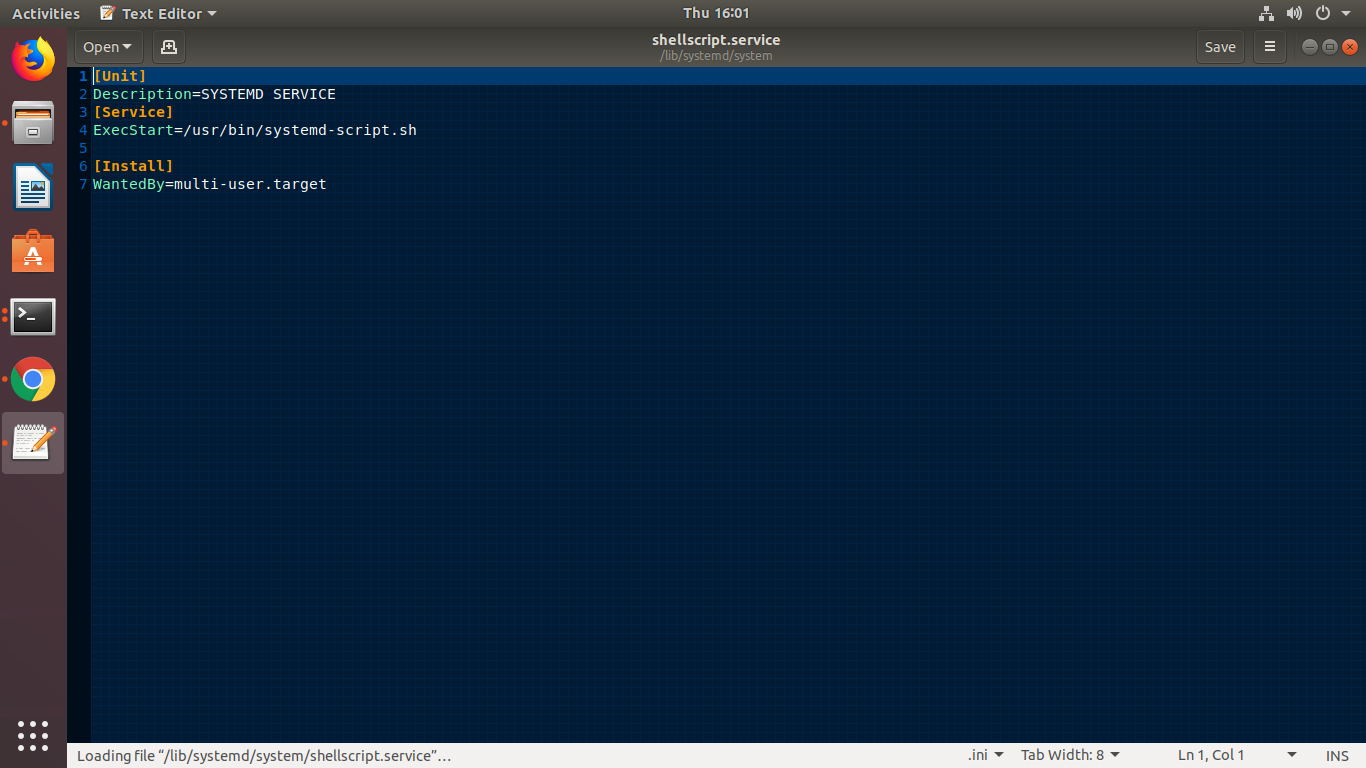 Activities Text Editor Thu 16:01
Open shellscript.service Save
/lib/systemd/system
1 [Unit]
2 Description=SYSTEMD SERVICE
3 [Service]
4 ExecStart=/usr/bin/systemd-script.sh
5
6 [Install]
7 WantedBy=multi-user.target
Loading file “/lib/systemd/system/shellscript.service”… .ini Tab Width: 8 Ln 1, Col 1 INS